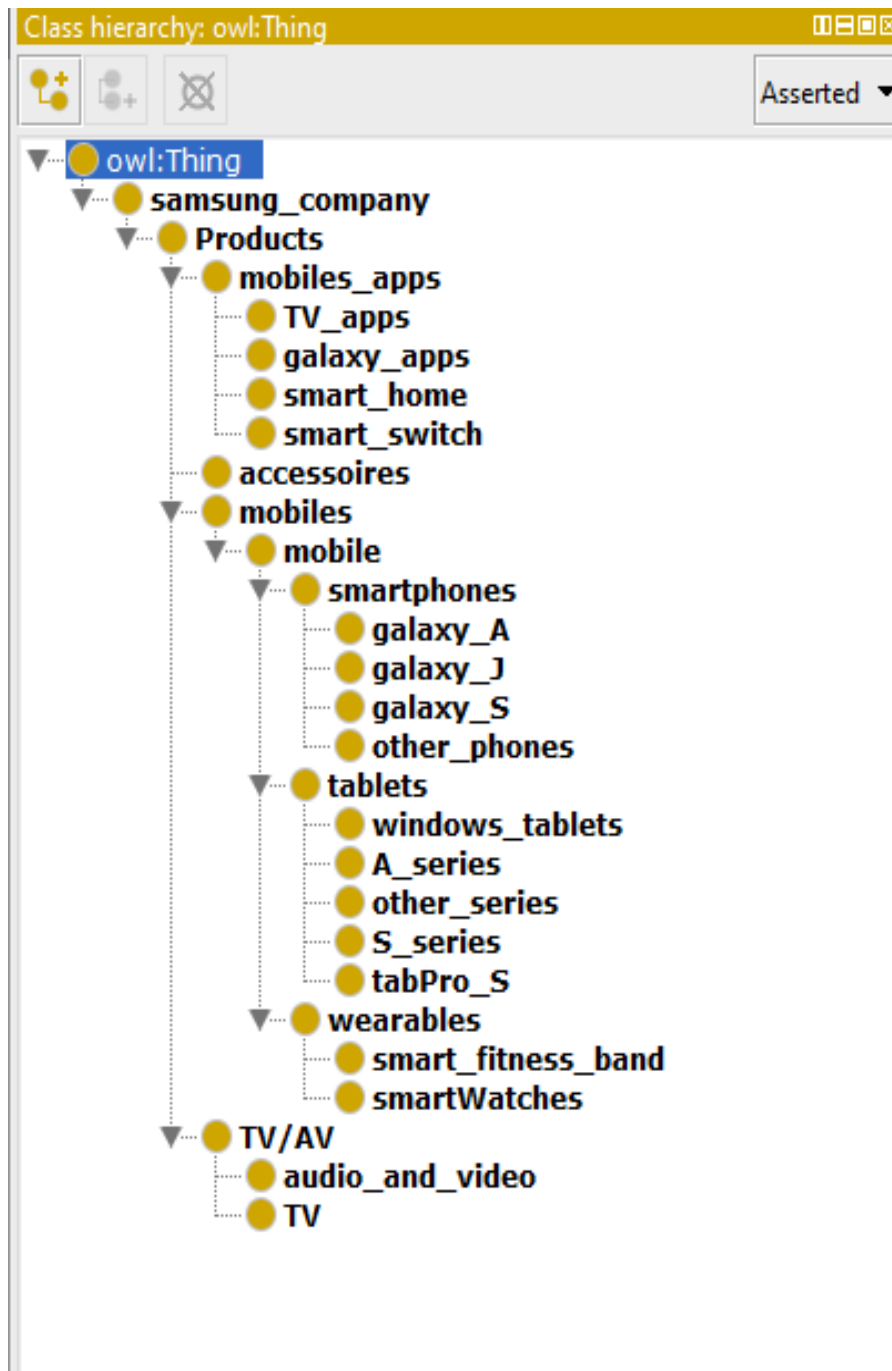 Class hierarchy: owl:Thing
Asserted
owl:Thing
samsung_company
Products
mobiles_apps
TV_apps
galaxy_apps
smart_home
smart_switch
accessoires
mobiles
mobile
smartphones
galaxy_A
galaxy_J
galaxy_S
other_phones
tablets
windows_tablets
A_series
other_series
S_series
tabPro_S
wearables
smart_fitness_band
smartWatches
TV/AV
audio_and_video
TV